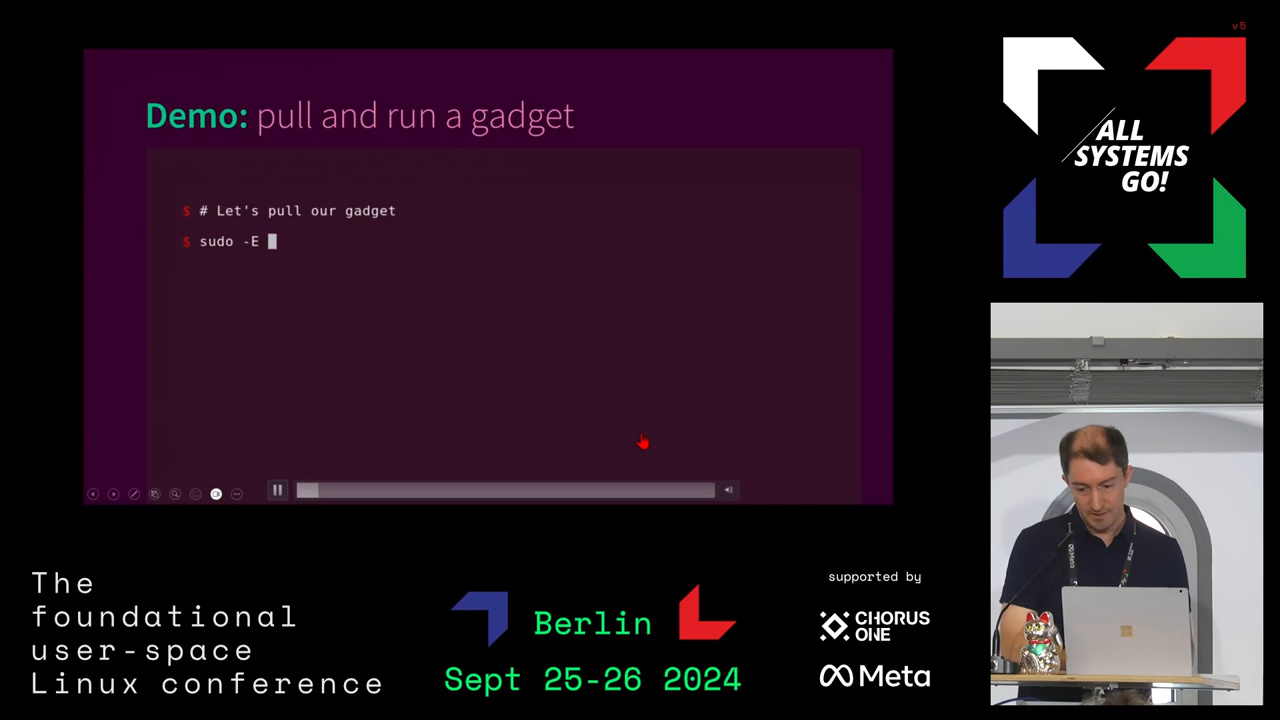 v5
Demo: pull and run a gadget
$ # Let's pull our gadget
$ sudo -E
ALL
SYSTEMS
GO!
The
foundational
user-space
Linux conference
Berlin
Sept 25-26 2024
supported by
CHORUS
ONE
Meta